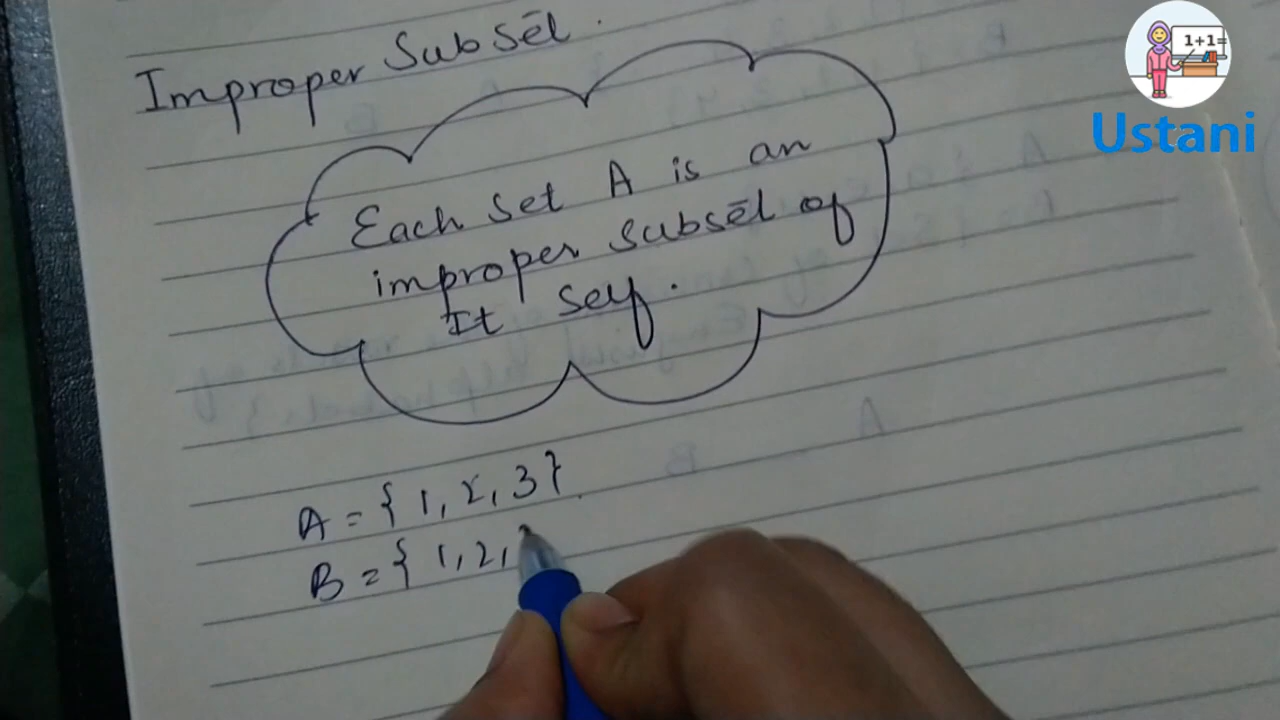 Improper Subset.
1+1=
Ustani
Each set A is an
improper subset of
It self.
A = { 1, 2, 3}
B = { 1, 2,